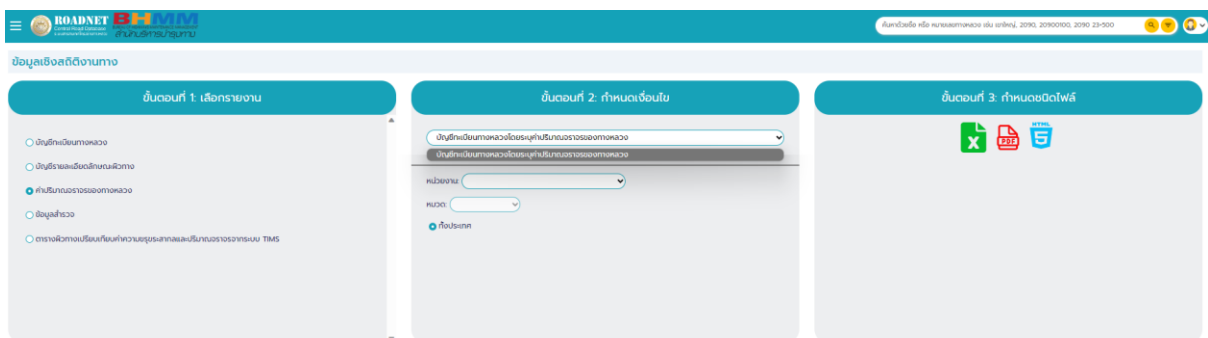 ROADNET
Central Road Database
BHMM
สำนักบริหารบำรุงทาง
ค้นหาด้วยชื่อ หรือ หมายเลขทางหลวง เช่น เขาใหญ่, 2090, 20900100, 2090 23+500
ข้อมูลเชิงสถิติงานทาง
ขั้นตอนที่ 1: เลือกรายงาน
บัญชีทะเบียนทางหลวง
บัญชีรายละเอียดลักษณะผิวทาง
ค่าปริมาณจราจรของทางหลวง
ข้อมูลสำรวจ
ตารางผิวทางเปรียบเทียบค่าความขรุขระสากลและปริมาณจราจรจากระบบ TIMS
ขั้นตอนที่ 2: กำหนดเงื่อนไข
บัญชีทะเบียนทางหลวงโดยระบุค่าปริมาณจราจรของทางหลวง
บัญชีทะเบียนทางหลวงโดยระบุค่าปริมาณจราจรของทางหลวง
หน่วยงาน:
หมวด:
ทั้งประเทศ
ขั้นตอนที่ 3: กำหนดชนิดไฟล์
X
PDF
HTML
5